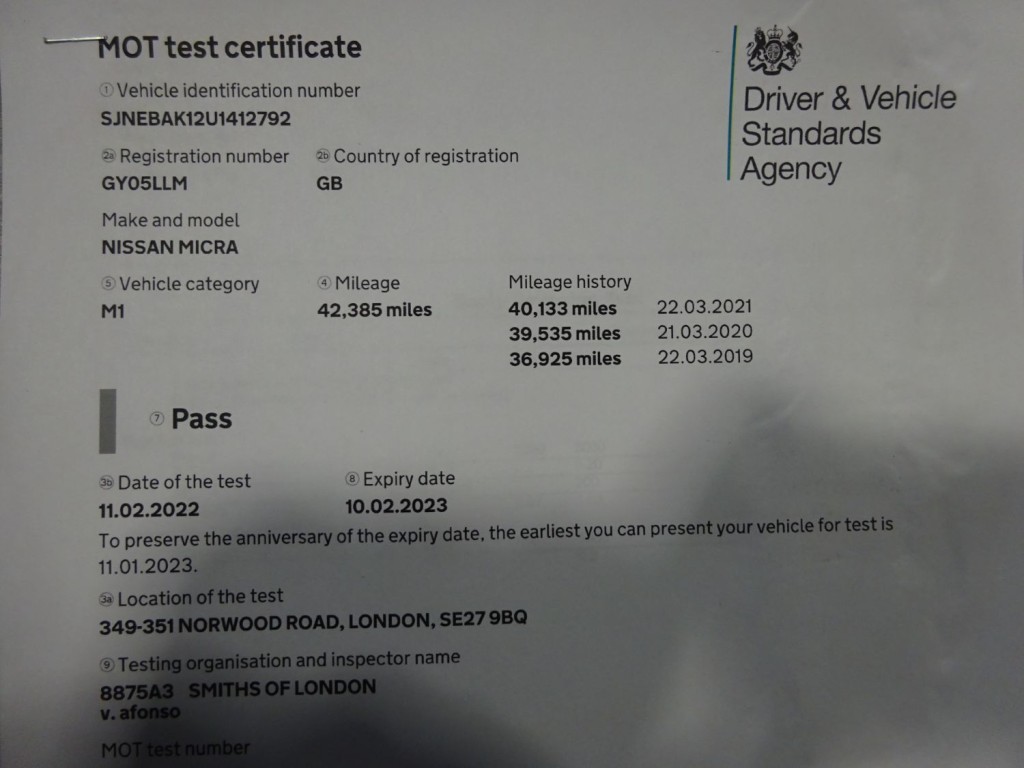 MOT test certificate
① Vehicle identification number
SJNEBAK12U1412792
2a Registration number 2b Country of registration
GY05LLM GB
Make and model
NISSAN MICRA
⑤ Vehicle category ④ Mileage Mileage history
M1 42,385 miles 40,133 miles 22.03.2021
39,535 miles 21.03.2020
36,925 miles 22.03.2019
⑦ Pass
3b Date of the test ⑧ Expiry date
11.02.2022 10.02.2023
To preserve the anniversary of the expiry date, the earliest you can present your vehicle for test is
11.01.2023.
3a Location of the test
349-351 NORWOOD ROAD, LONDON, SE27 9BQ
⑨ Testing organisation and inspector name
8875A3 SMITHS OF LONDON
v. afonso
MOT test number
Driver & Vehicle
Standards
Agency